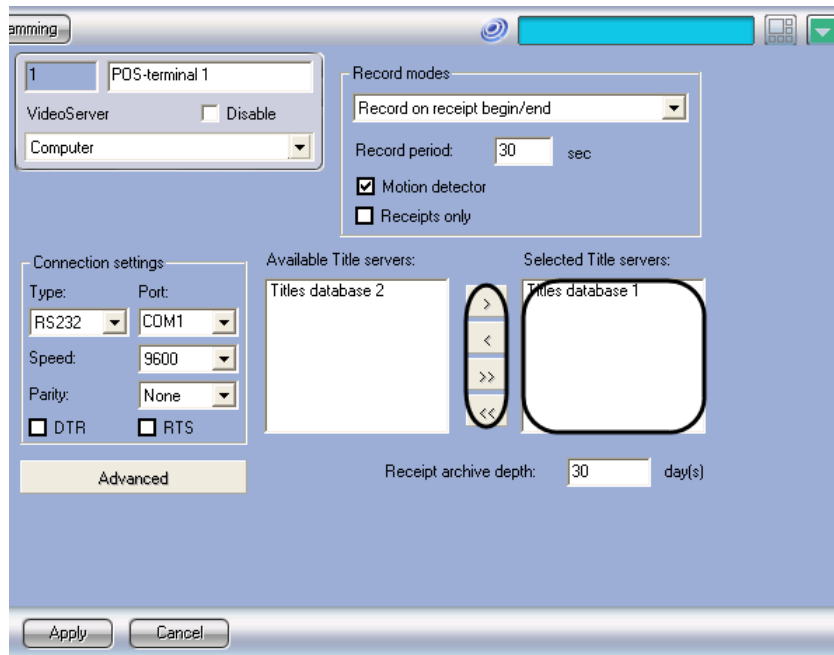 amming
1 POS-terminal 1
VideoServer Disable
Computer
Record modes
Record on receipt begin/end
Record period: 30 sec
Motion detector
Receipts only
Connection settings
Type: Port:
RS232 COM1
Speed: 9600
Parity: None
DTR RTS
Advanced
Available Title servers:
Titles database 2
>
<
>>
<<
Selected Title servers:
Titles database 1
Receipt archive depth: 30 day(s)
Apply Cancel